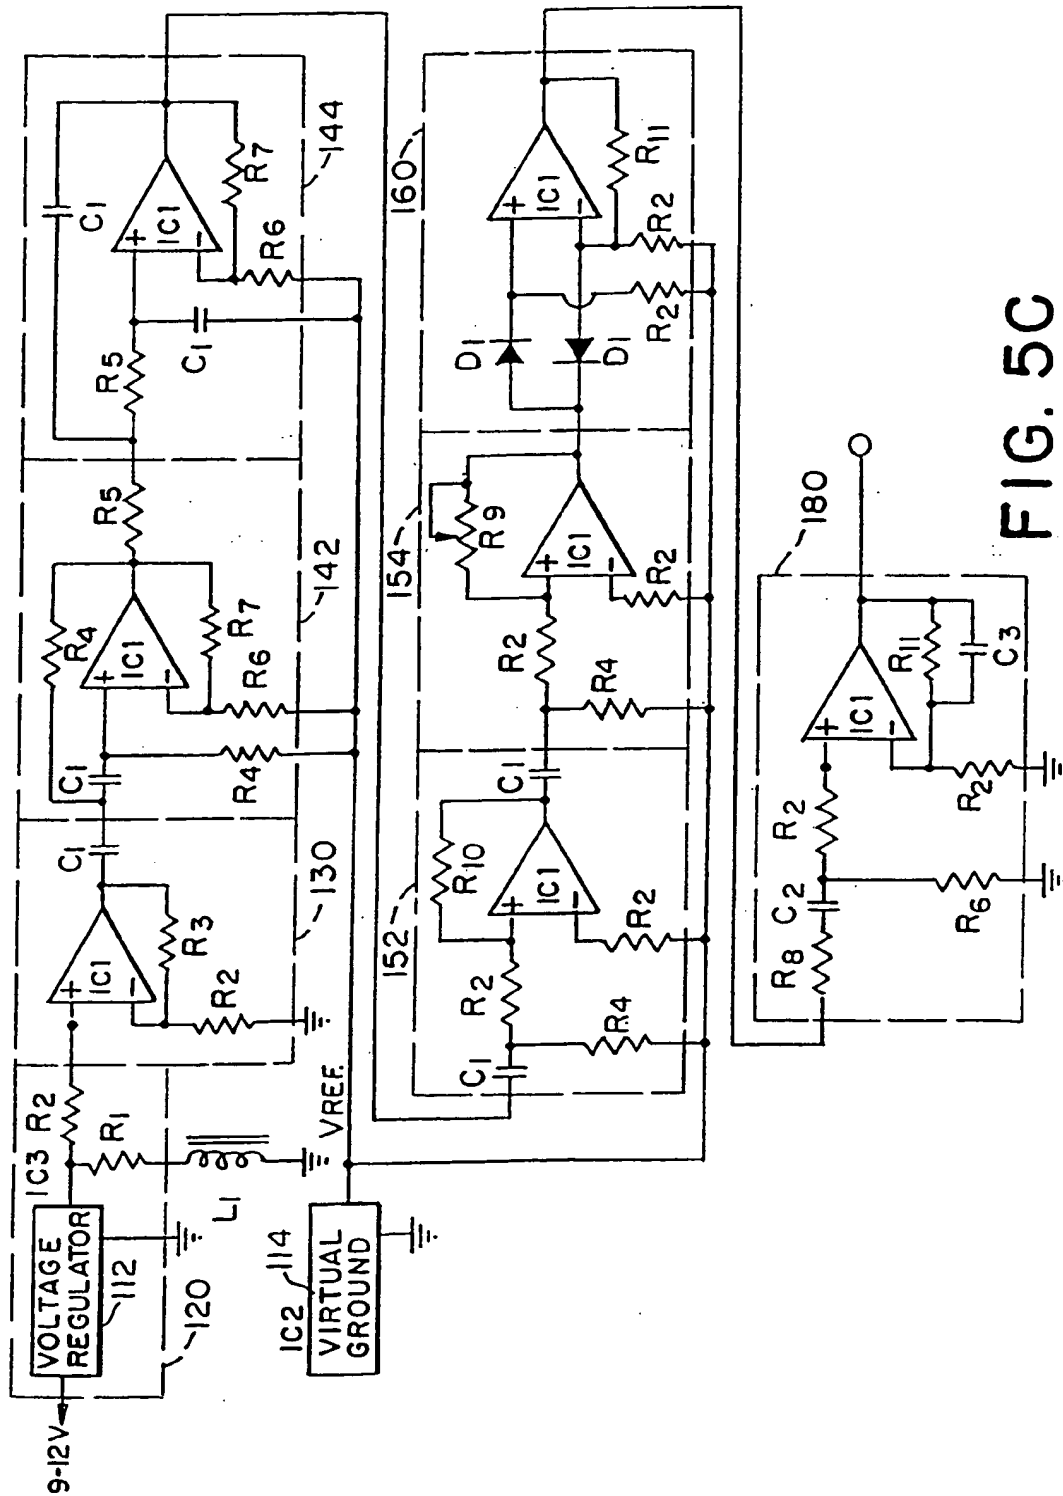 9-12V
VOLTAGE
REGULATOR
112
120
IC3
R2
R1
L1
+
IC1
-
R3
R2
130
C1
C1
R4
+
IC1
-
R7
R6
R4
142
R5
R5
C1
+
IC1
-
R7
R6
C1
144
IC2
VIRTUAL
GROUND
114
VREF.
C1
R2
R4
R10
+
IC1
-
R2
152
C1
R2
R4
R9
+
IC1
-
R2
154
D1
D1
+
IC1
-
R11
R2
R2
160
R8
C2
R6
R2
+
IC1
-
R2
R11
C3
180
FIG. 5C